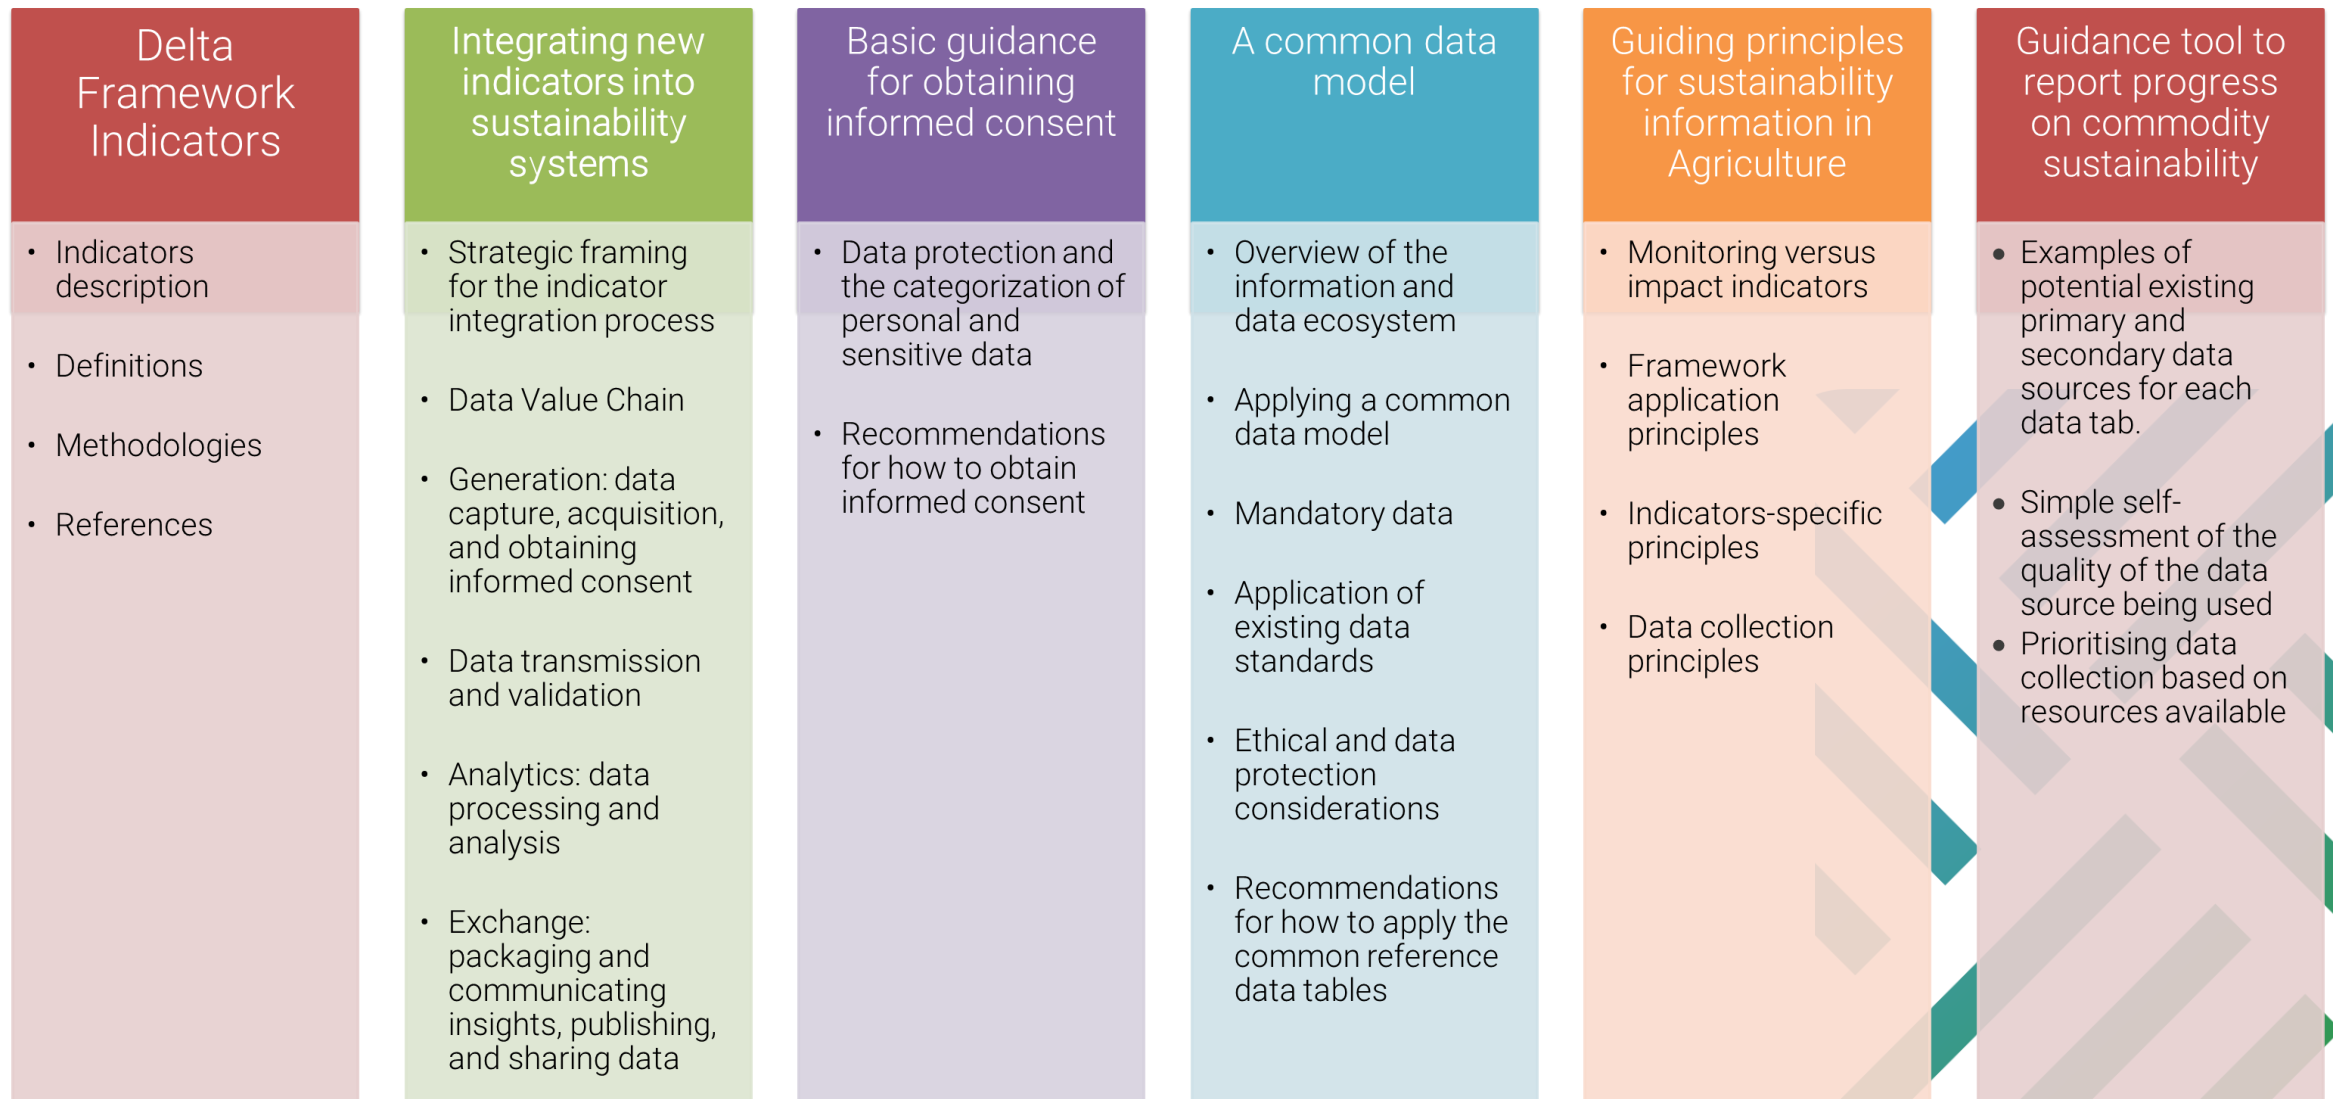 Delta
Framework
Indicators
• Indicators
description
• Definitions
• Methodologies
• References
Integrating new
indicators into
sustainability
systems
• Strategic framing
for the indicator
integration process
• Data Value Chain
• Generation: data
capture, acquisition,
and obtaining
informed consent
• Data transmission
and validation
• Analytics: data
processing and
analysis
• Exchange:
packaging and
communicating
insights, publishing,
and sharing data
Basic guidance
for obtaining
informed consent
• Data protection and
the categorization of
personal and
sensitive data
• Recommendations
for how to obtain
informed consent
A common data
model
• Overview of the
information and
data ecosystem
• Applying a common
data model
• Mandatory data
• Application of
existing data
standards
• Ethical and data
protection
considerations
• Recommendations
for how to apply the
common reference
data tables
Guiding principles
for sustainability
information in
Agriculture
• Monitoring versus
impact indicators
• Framework
application
principles
• Indicators-specific
principles
• Data collection
principles
Guidance tool to
report progress
on commodity
sustainability
• Examples of
potential existing
primary and
secondary data
sources for each
data tab.
• Simple self-
assessment of the
quality of the data
source being used
• Prioritising data
collection based on
resources available